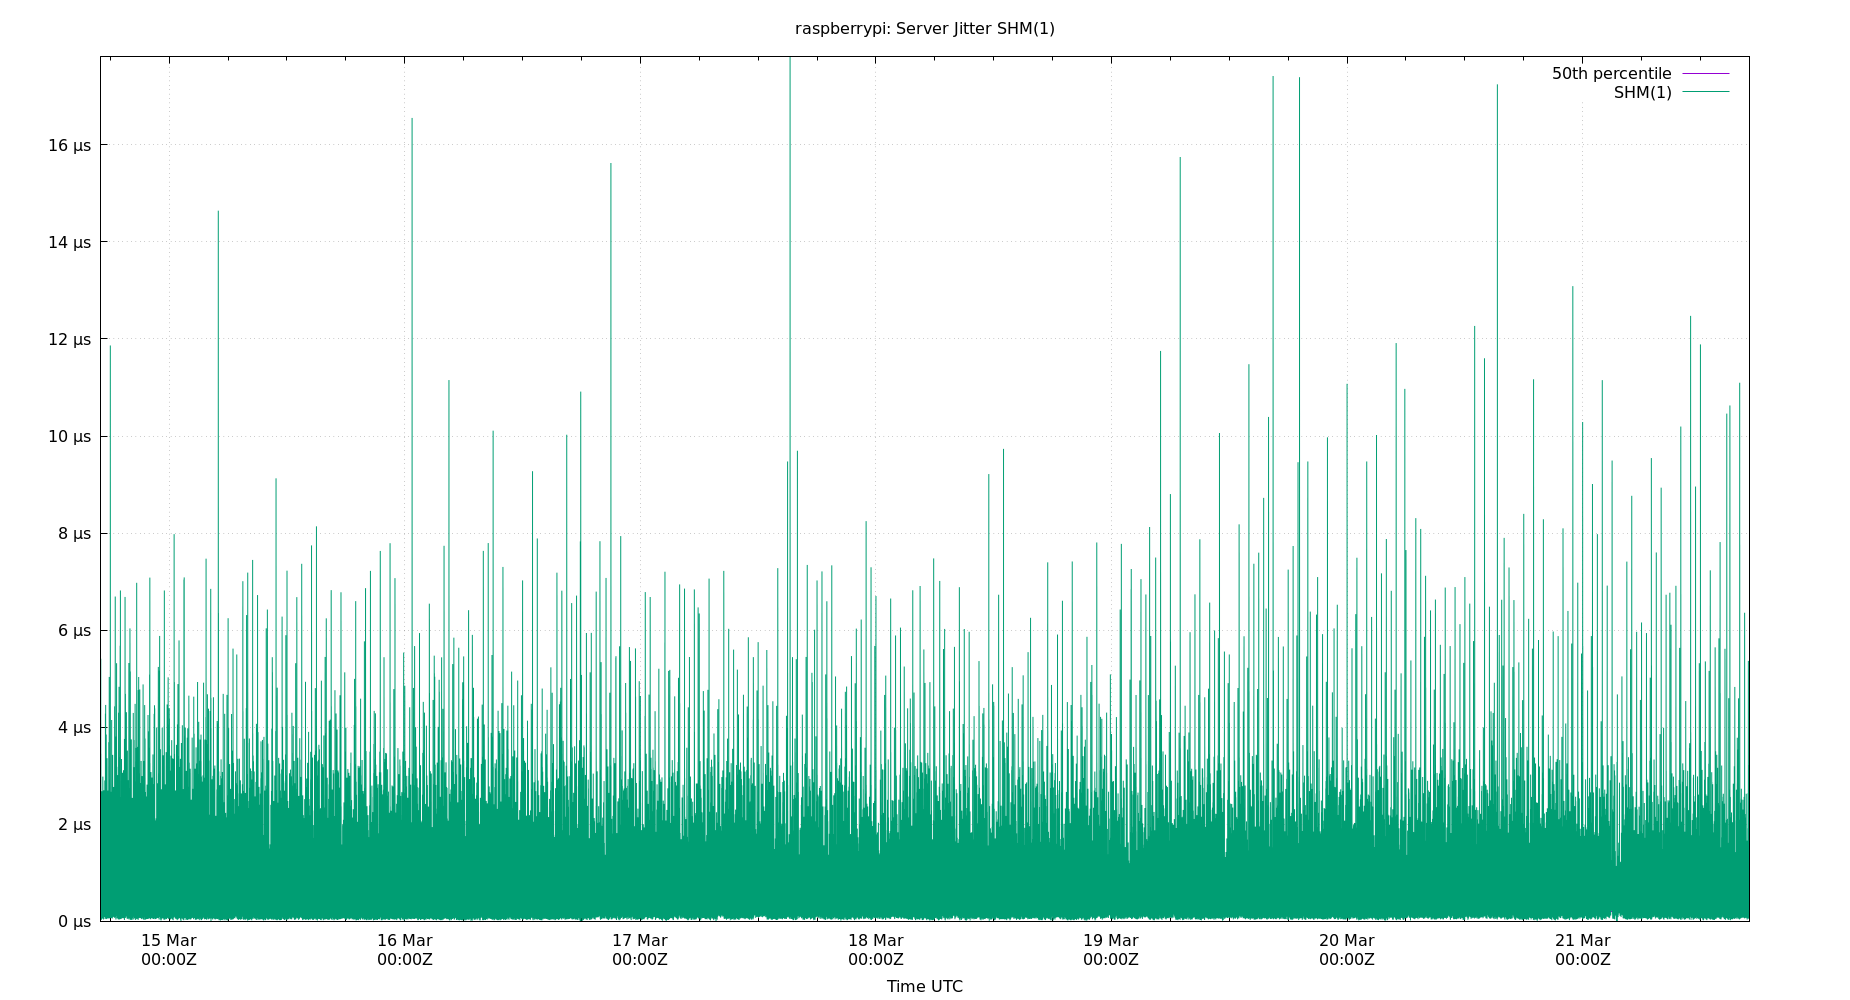 raspberrypi: Server Jitter SHM(1)
50th percentile
SHM(1)
16 µs
14 µs
12 µs
10 µs
8 µs
6 µs
4 µs
2 µs
0 µs
15 Mar 16 Mar 17 Mar 18 Mar 19 Mar 20 Mar 21 Mar
00:00Z 00:00Z 00:00Z 00:00Z 00:00Z 00:00Z 00:00Z
Time UTC